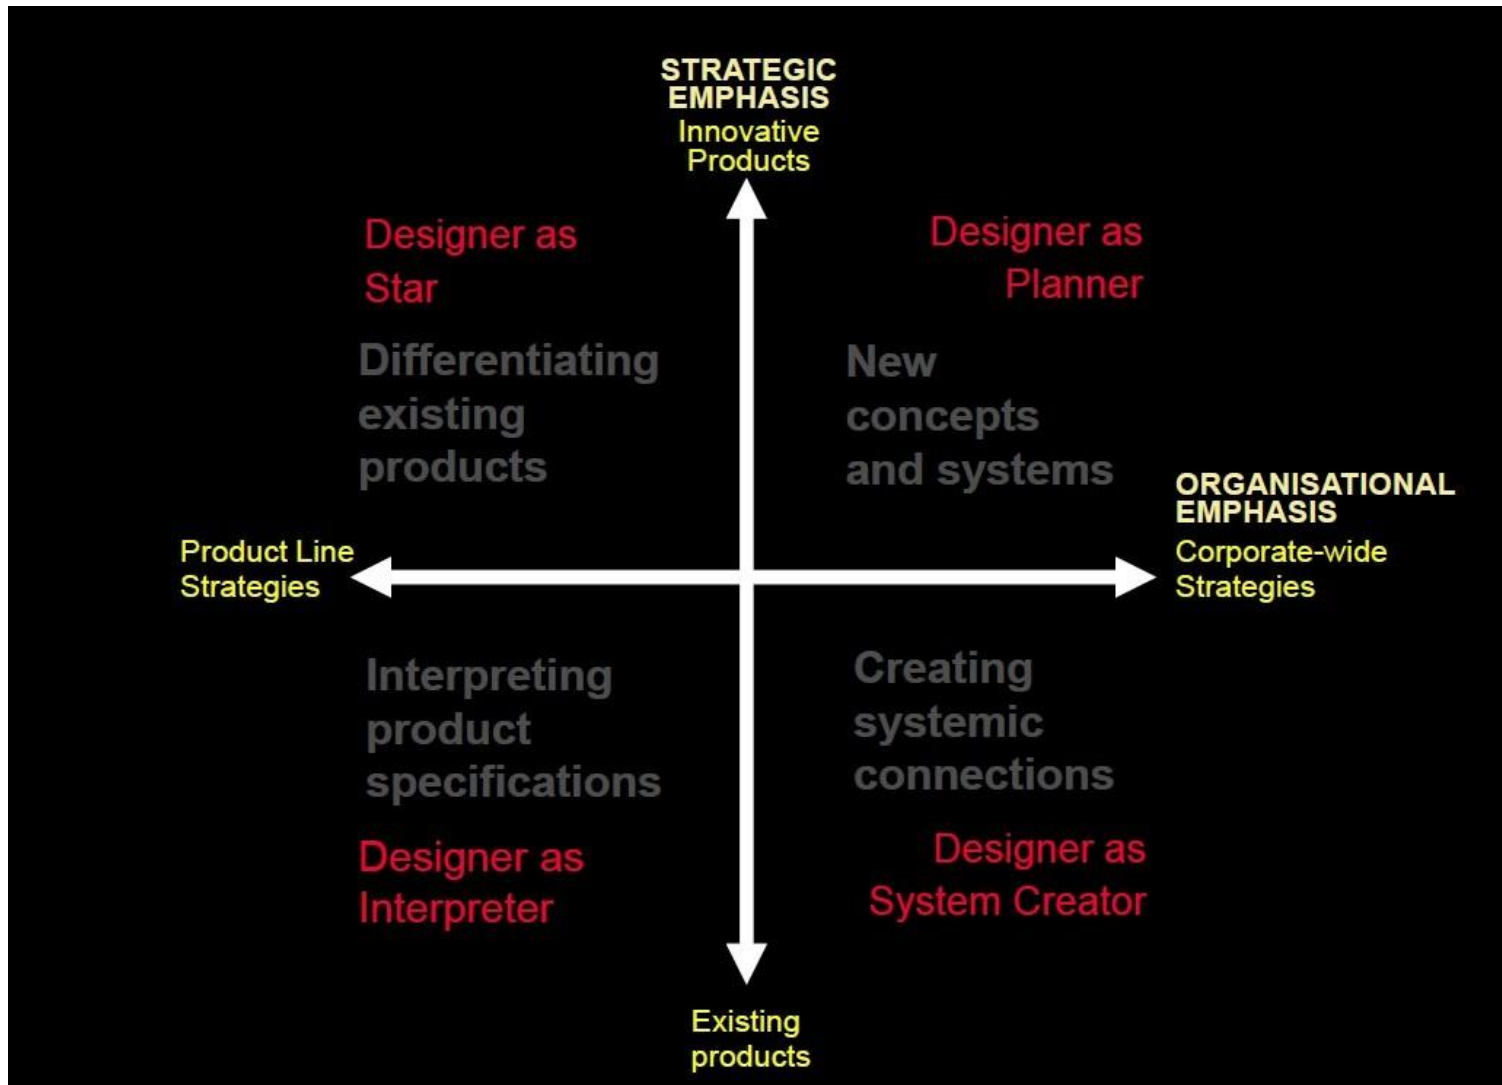 STRATEGIC
EMPHASIS
Innovative
Products
Designer as
Star
Designer as
Planner
Differentiating
existing
products
New
concepts
and systems
ORGANISATIONAL
EMPHASIS
Product Line
Strategies
Corporate-wide
Strategies
Interpreting
product
specifications
Creating
systemic
connections
Designer as
Interpreter
Designer as
System Creator
Existing
products